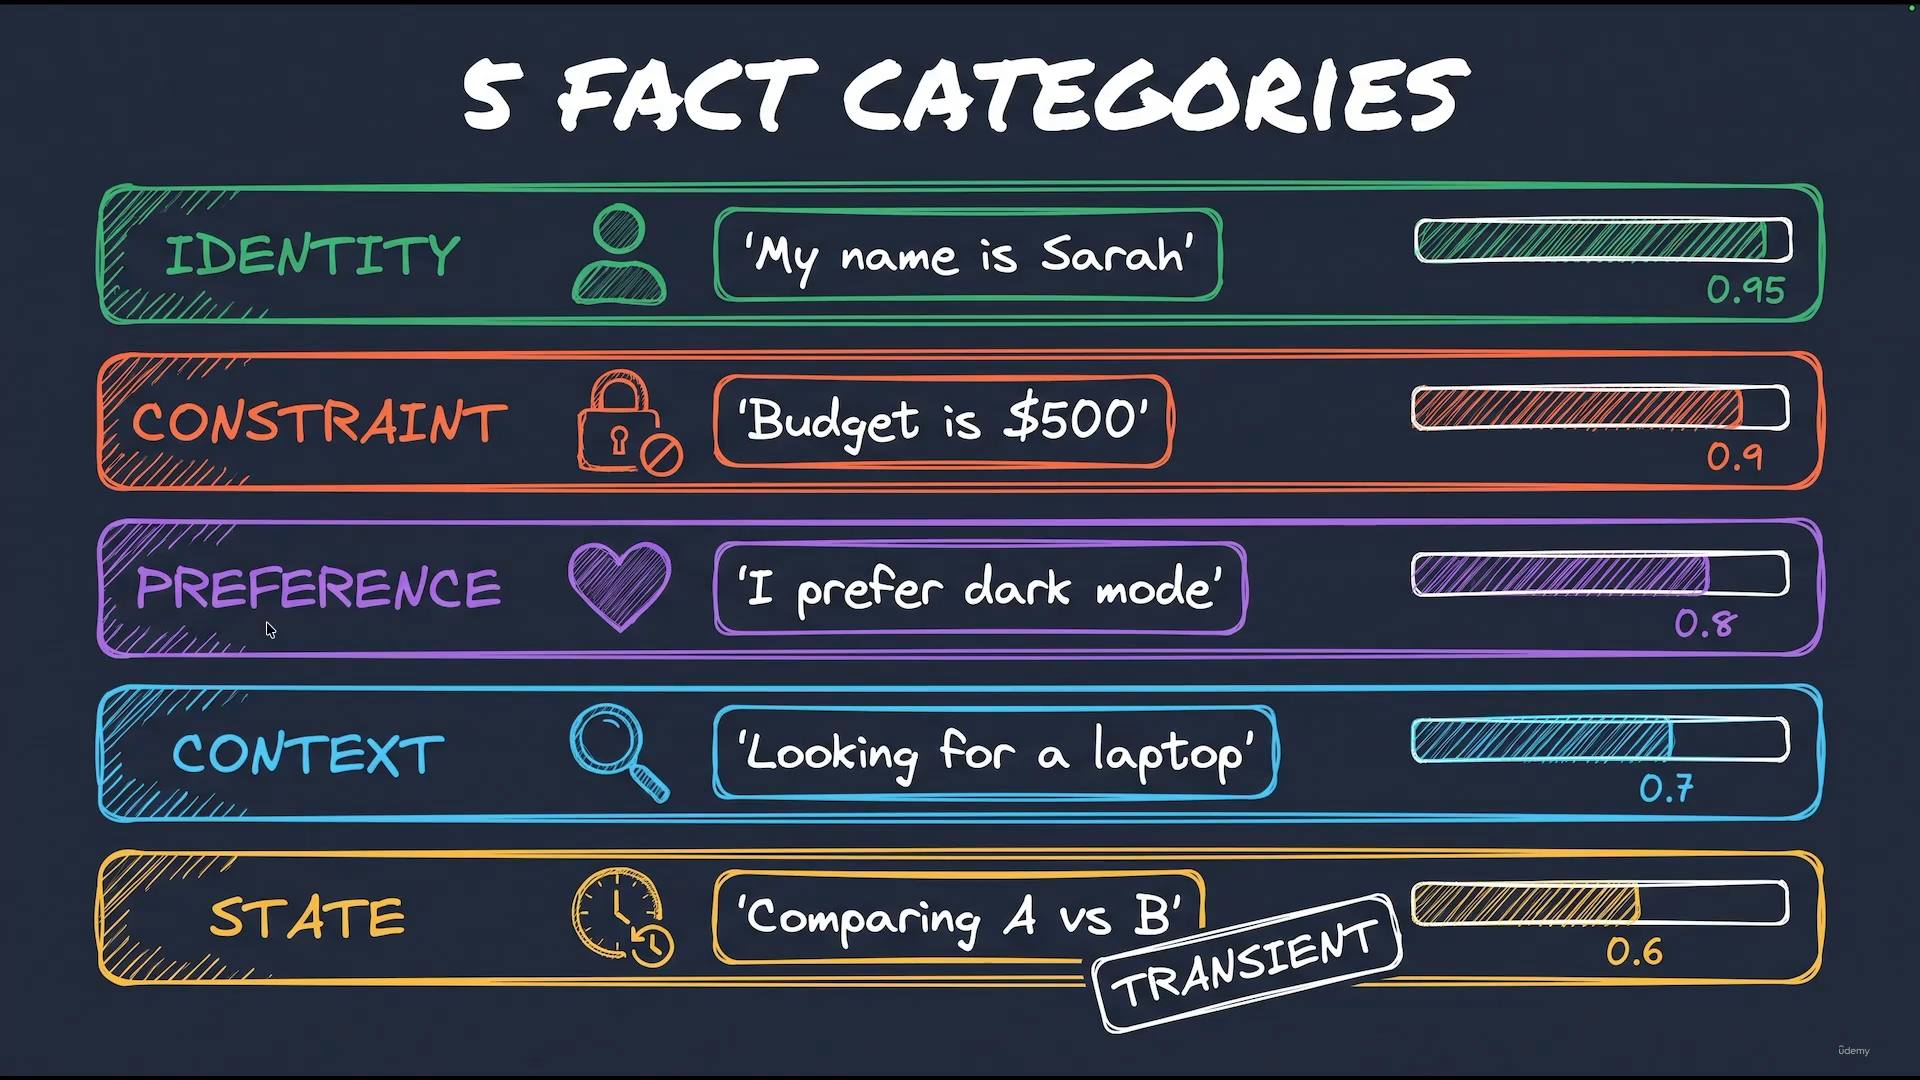 5 FACT CATEGORIES
IDENTITY
'My name is Sarah'
0.95
CONSTRAINT
'Budget is $500'
0.9
PREFERENCE
'I prefer dark mode'
0.8
CONTEXT
'Looking for a laptop'
0.7
STATE
'Comparing A vs B'
TRANSIENT
0.6
ûdemy